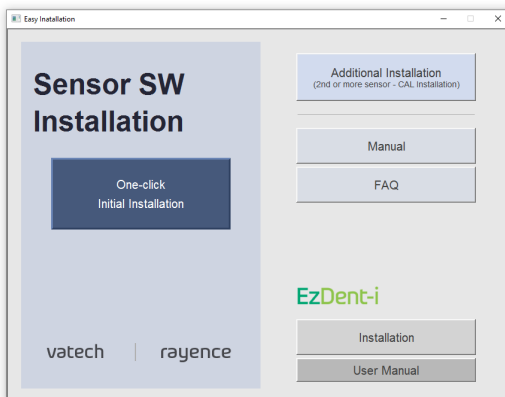 Easy Inatallation
Sensor SW
Installation
One-click
Initial Installation
vatech
rayence
Additional Installation
(2nd or more sensor - CAL installation)
Manual
FAQ
EzDent-i
Installation
User Manual